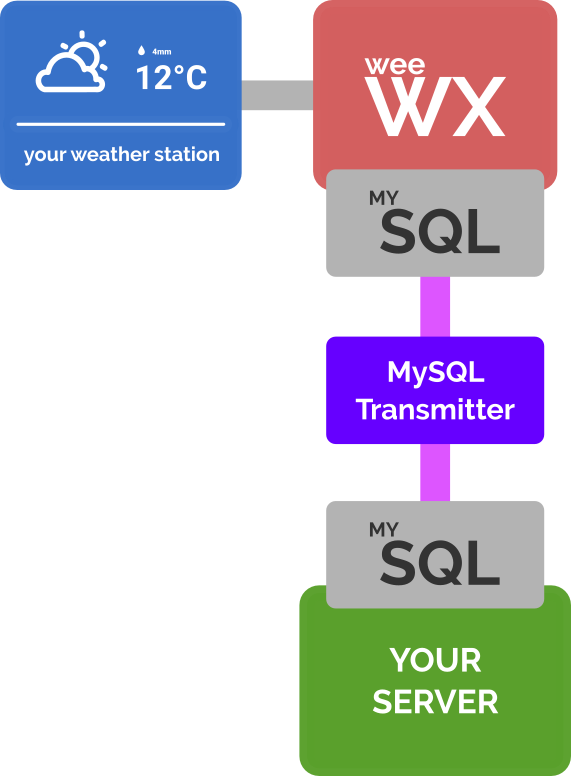 4mm
12°C
your weather station
wee
WX
MY
SQL
MySQL
Transmitter
MY
SQL
YOUR
SERVER